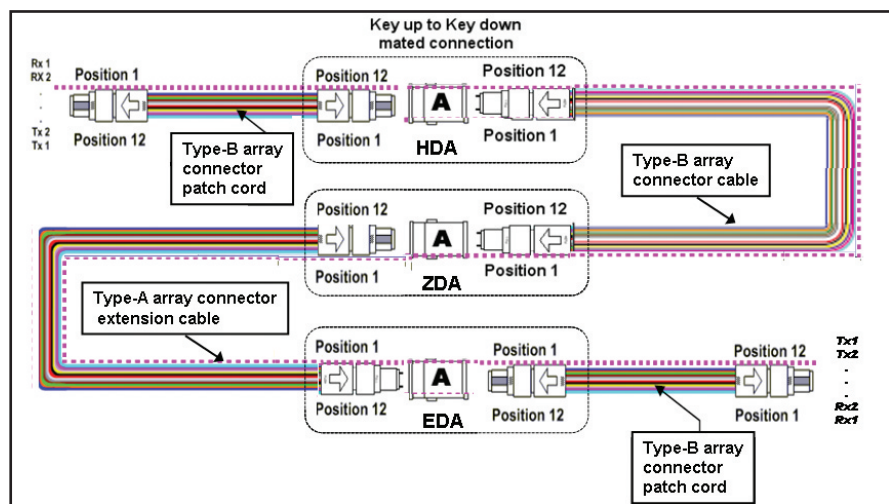 Key up to Key down
mated connection
Rx 1
RX 2
.
.
.
Tx 2
Tx 1
Position 1
Position 12
Position 12
Position 1
A
HDA
Position 12
Position 1
Type-B array
connector
patch cord
Type-B array
connector cable
Position 12
Position 1
A
ZDA
Position 12
Position 1
Type-A array connector
extension cable
Position 1
Position 12
A
EDA
Position 1
Position 12
Position 12
Position 1
Tx1
Tx2
.
.
.
Rx2
Rx1
Type-B array
connector
patch cord